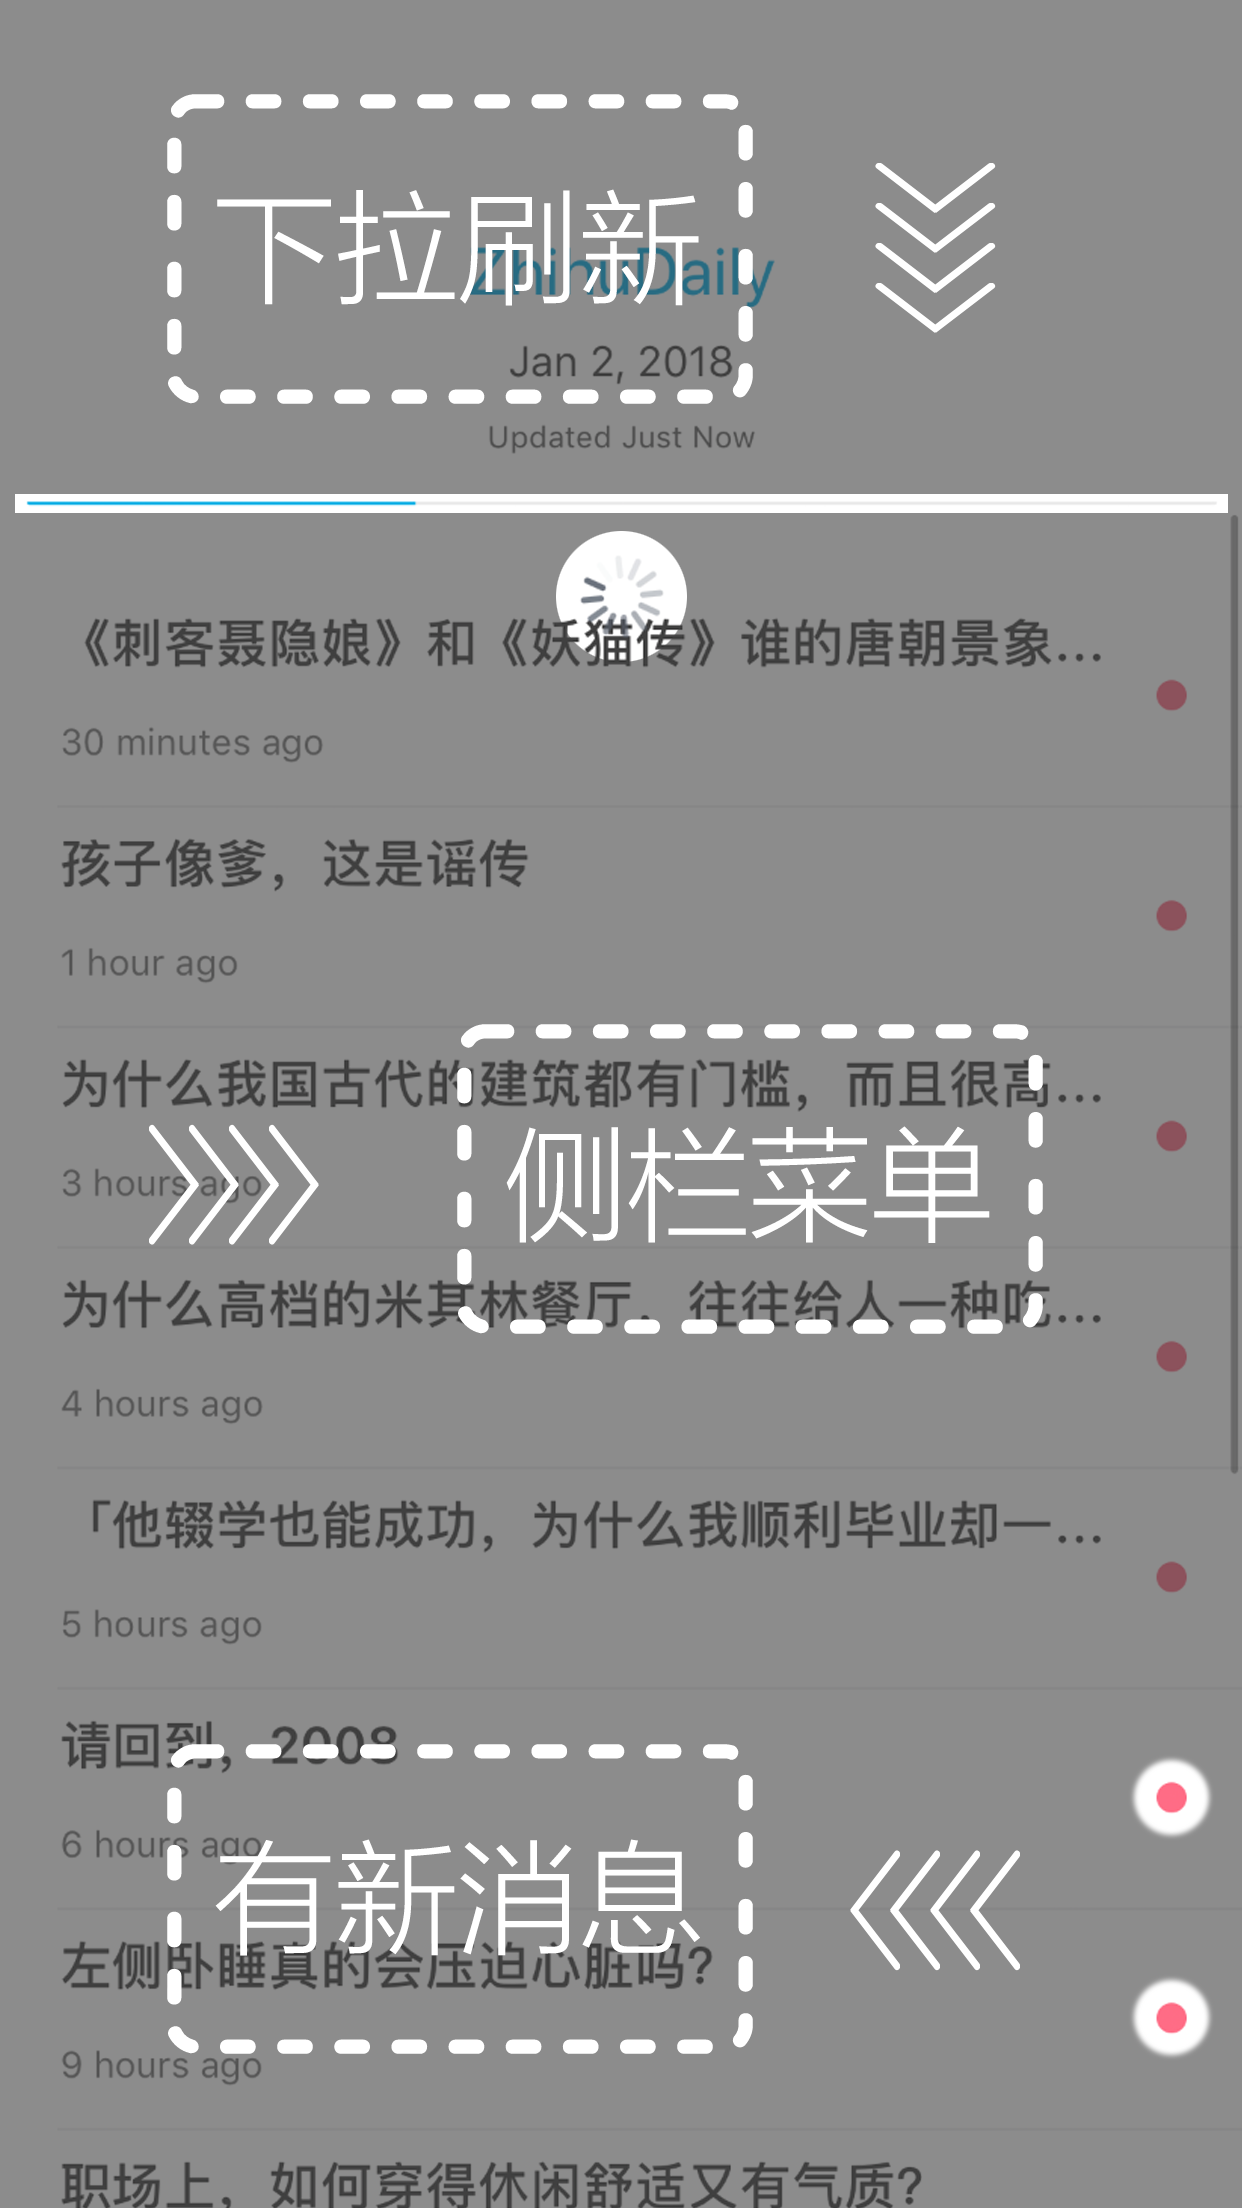 下拉刷新
ZhihuDaily
Jan 2, 2018
Updated Just Now
《刺客聂隐娘》和《妖猫传》谁的唐朝景象...
30 minutes ago
孩子像爹，这是谣传
1 hour ago
为什么我国古代的建筑都有门槛，而且很高...
侧栏菜单
3 hours ago
为什么高档的米其林餐厅，往往给人一种吃...
4 hours ago
「他辍学也能成功，为什么我顺利毕业却一...
5 hours ago
请回到，2008
6 hours ago
有新消息
左侧卧睡真的会压迫心脏吗?
9 hours ago
职场上，如何穿得休闲舒适又有气质?